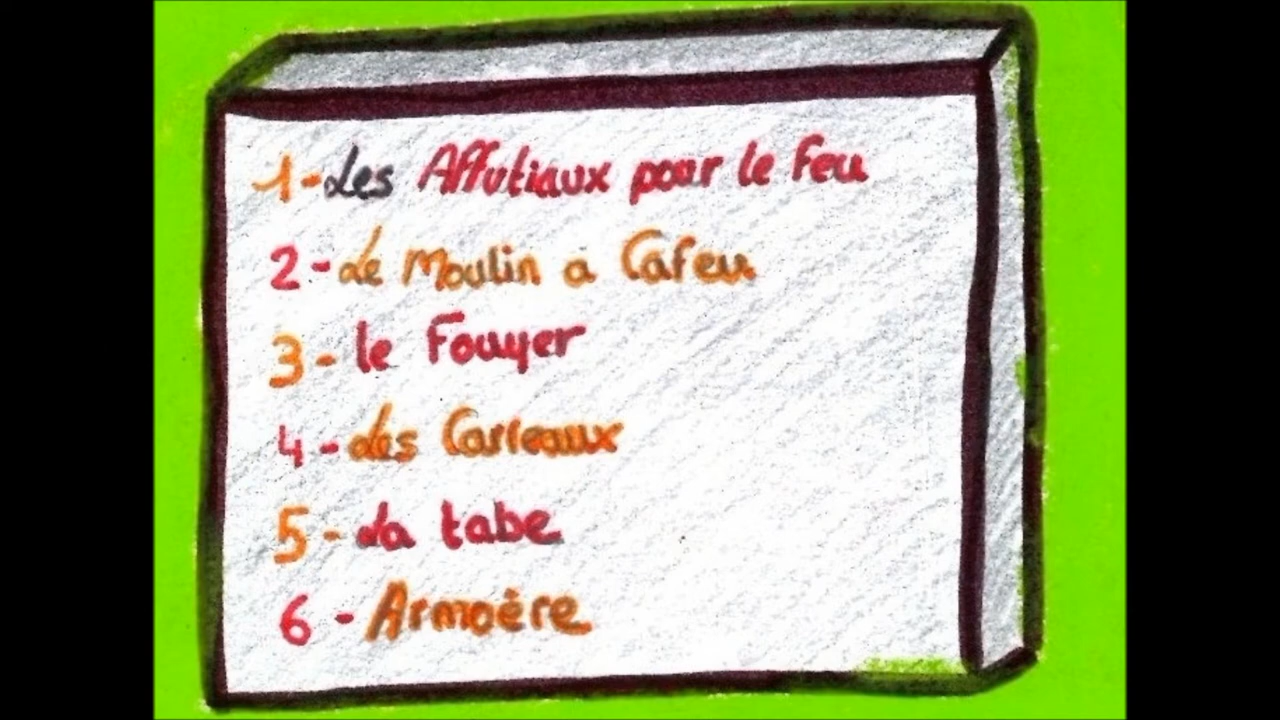 1-Les Affutiaux pour le feu
2-Le Moulin a Cafeu
3- le Fouyer
4-Les Carreaux
5- La tabe
6- Armoère